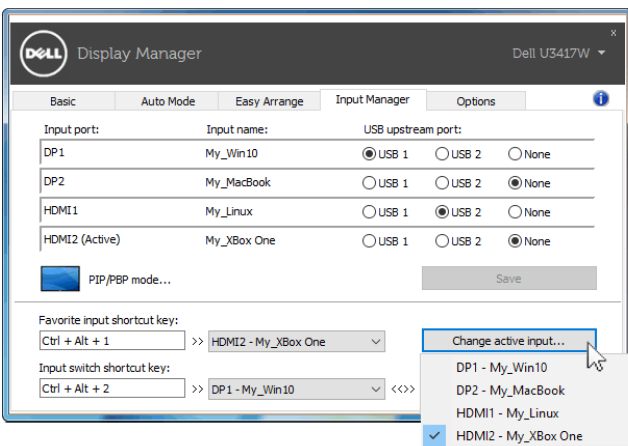 DELL Display Manager Dell U3417W
x
Basic Auto Mode Easy Arrange Input Manager Options i
Input port: Input name: USB upstream port:
DP1 My_Win10 USB 1 USB 2 None
DP2 My_MacBook USB 1 USB 2 None
HDMI1 My_Linux USB 1 USB 2 None
HDMI2 (Active) My_XBox One USB 1 USB 2 None
PIP/PBP mode... Save
Favorite input shortcut key:
Ctrl + Alt + 1 >> HDMI2 - My_XBox One Change active input...
Input switch shortcut key:
Ctrl + Alt + 2 >> DP1 - My_Win10 <<>>
DP1 - My_Win10
DP2 - My_MacBook
HDMI1 - My_Linux
HDMI2 - My_XBox One